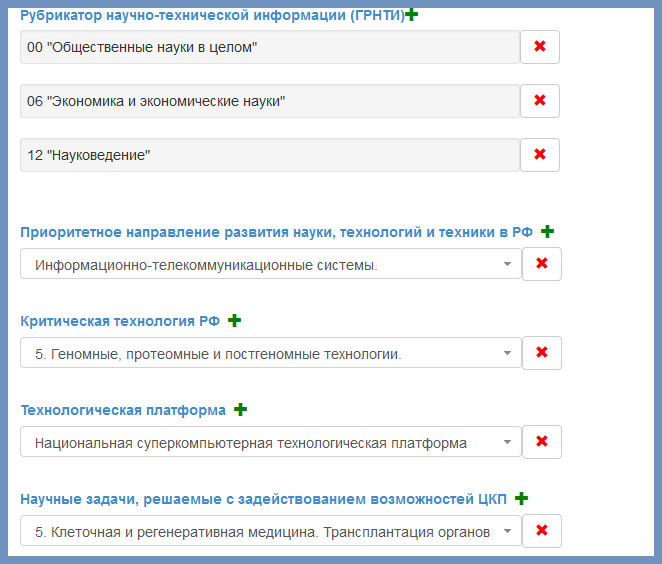 Рубрикатор научно-технической информации (ГРНТИ)
00 "Общественные науки в целом"
06 "Экономика и экономические науки"
12 "Науковедение"
Приоритетное направление развития науки, технологий и техники в РФ
Информационно-телекоммуникационные системы.
Критическая технология РФ
5. Геномные, протеомные и постгеномные технологии.
Технологическая платформа
Национальная суперкомпьютерная технологическая платформа
Научные задачи, решаемые с задействованием возможностей ЦКП
5. Клеточная и регенеративная медицина. Трансплантация органов